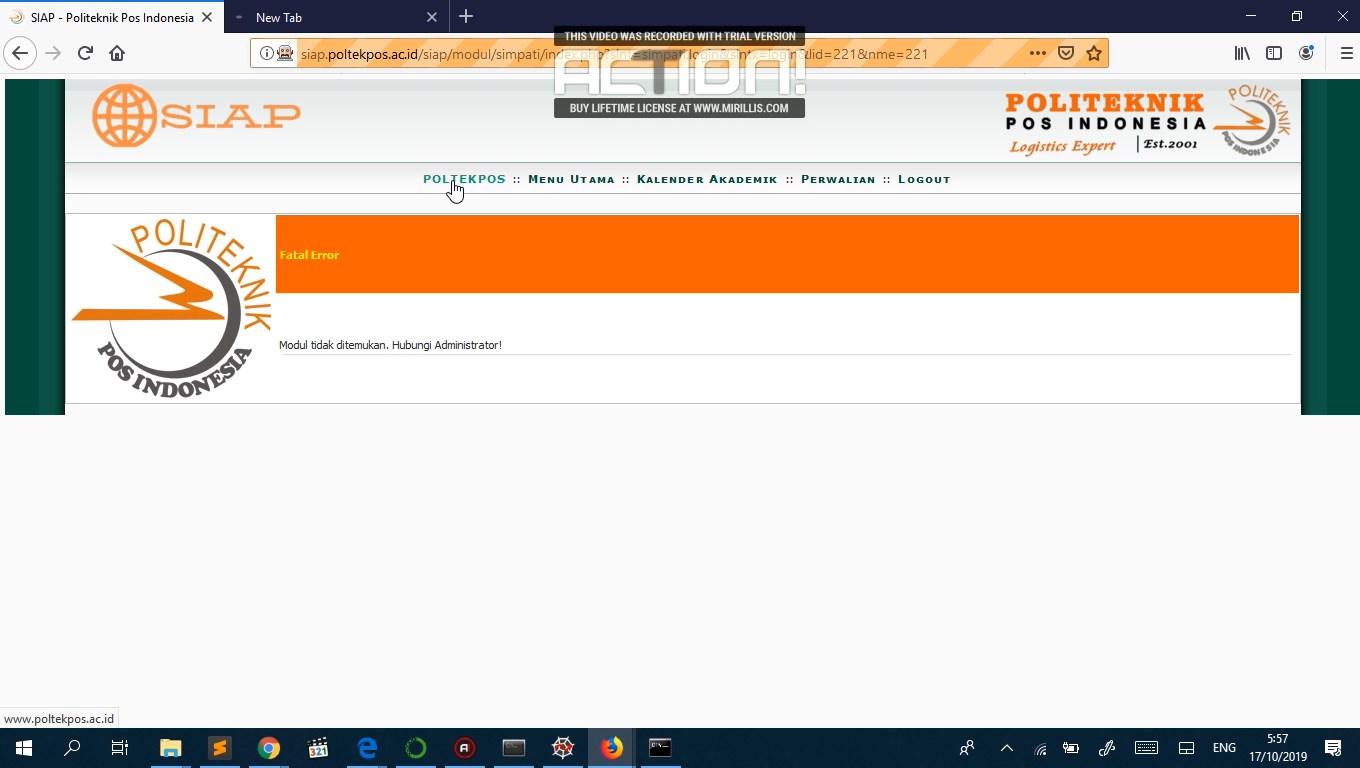 SIAP - Politeknik Pos Indonesia
New Tab
THIS VIDEO WAS RECORDED WITH TRIAL VERSION
siap.poltekpos.ac.id/siap/modul/simpati/index.php?sint=simpati.login&sintx=login&lid=221&nme=221
ACTION!
BUY LIFETIME LICENSE AT WWW.MIRILLIS.COM
SIAP
POLITEKNIK
POS INDONESIA
Logistics Expert | Est.2001
POLITEKNIK
POS INDONESIA
POLTEKPOS :: MENU UTAMA :: KALENDER AKADEMIK :: PERWALIAN :: LOGOUT
POLITEKNIK
POS INDONESIA
Fatal Error
Modul tidak ditemukan. Hubungi Administrator!
www.poltekpos.ac.id
321
ENG
5:57
17/10/2019